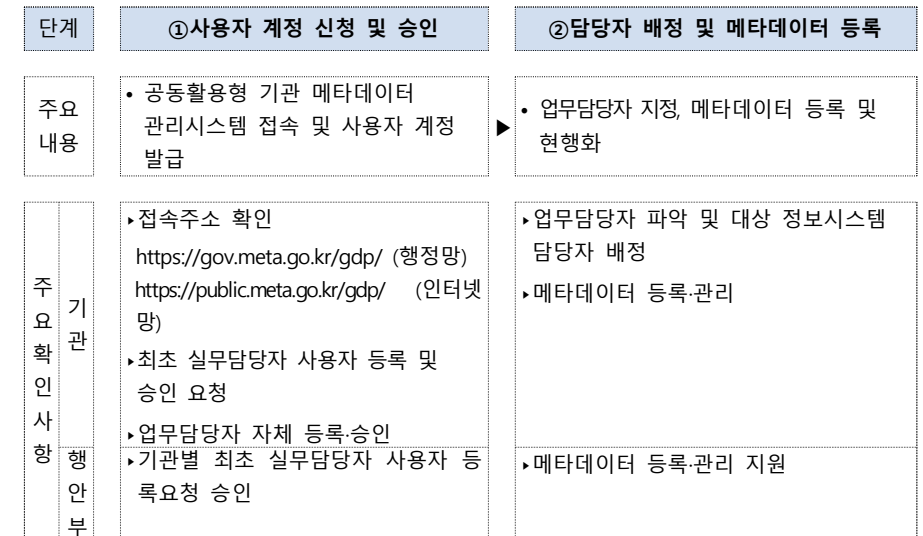 단계
①사용자 계정 신청 및 승인
②담당자 배정 및 메타데이터 등록
주요
내용
• 공동활용형 기관 메타데이터
관리시스템 접속 및 사용자 계정
발급
▶
• 업무담당자 지정, 메타데이터 등록 및
현행화
주
요
확
인
사
항
기
관
▸접속주소 확인
https://gov.meta.go.kr/gdp/ (행정망)
https://public.meta.go.kr/gdp/ (인터넷
망)
▸최초 실무담당자 사용자 등록 및
승인 요청
▸업무담당자 자체 등록·승인
▸업무담당자 파악 및 대상 정보시스템
담당자 배정
▸메타데이터 등록·관리
행
안
부
▸기관별 최초 실무담당자 사용자 등
록요청 승인
▸메타데이터 등록·관리 지원